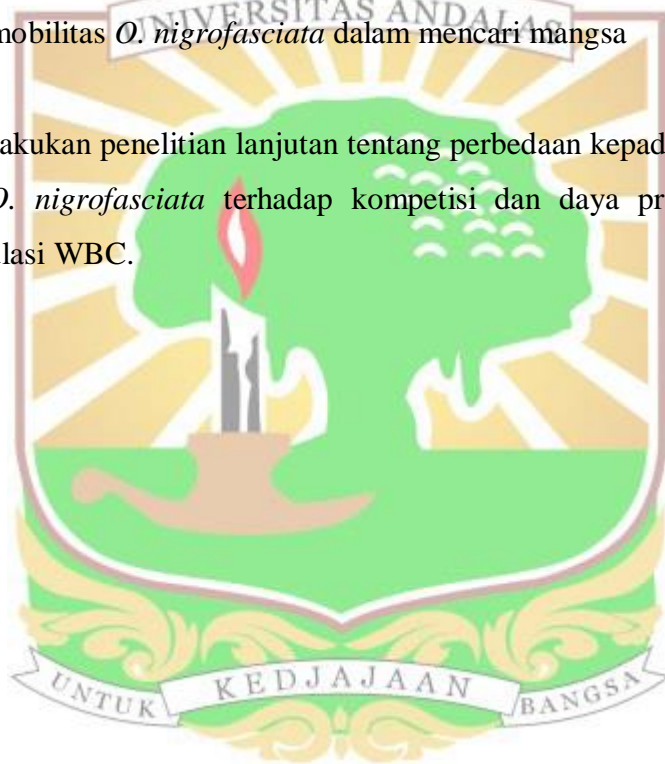 UNIVERSITAS ANDALAS
mobilitas O. nigrofasciata dalam mencari mangsa
akukan penelitian lanjutan tentang perbedaan kepad
O. nigrofasciata terhadap kompetisi dan daya pr
lasi WBC.
UNTUK KEDJAJAAN BANGSA